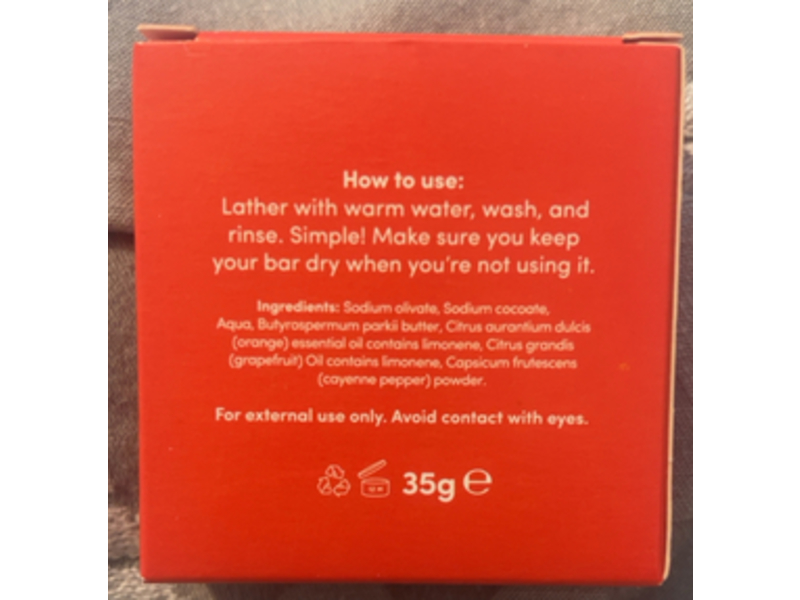 How to use:
Lather with warm water, wash, and
rinse. Simple! Make sure you keep
your bar dry when you're not using it.
Ingredients: Sodium olivate, Sodium cocoate,
Aqua, Butyrospermum parkii butter, Citrus aurantium dulcis
(orange) essential oil contains limonene, Citrus grandis
(grapefruit) Oil contains limonene, Capsicum frutescens
(cayenne pepper) powder.
For external use only. Avoid contact with eyes.
35g ℮